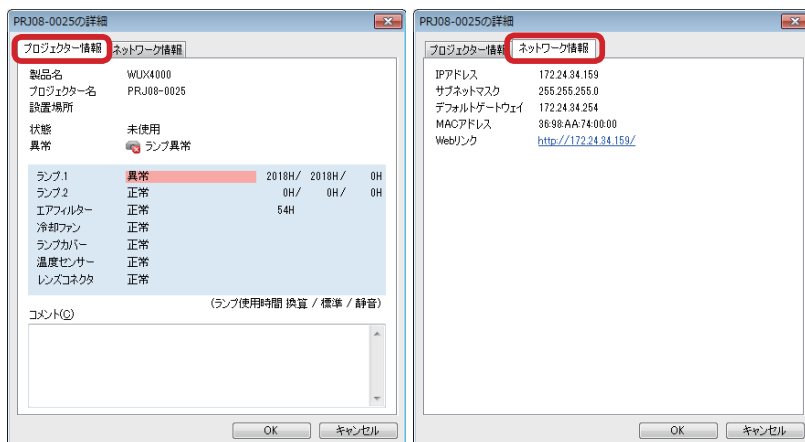 PRJ08-0025の詳細
プロジェクター情報 ネットワーク情報
製品名 WUX4000
プロジェクター名 PRJ08-0025
設置場所
状態 未使用
異常 ランプ異常
ランプ1 異常 2018H/ 2018H/ 0H
ランプ2 正常 0H/ 0H/ 0H
エアフィルター 正常 54H
冷却ファン 正常
ランプカバー 正常
温度センサー 正常
レンズコネクタ 正常
(ランプ使用時間 換算 / 標準 / 静音)
コメント(C)
OK キャンセル
PRJ08-0025の詳細
プロジェクター情報 ネットワーク情報
IPアドレス 172.24.34.159
サブネットマスク 255.255.255.0
デフォルトゲートウェイ 172.24.34.254
MACアドレス 36:98:AA:74:00:00
Webリンク http://172.24.34.159/
OK キャンセル